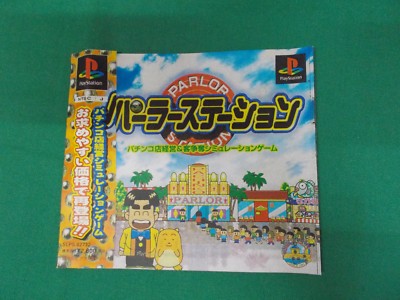 PlayStation
パチンコ店経営シミュレーションゲーム
お求めやすい価格で再登場!!
PlayStation
PARLOR
パーラーステーション
パチンコ店経営&客争奪シミュレーションゲーム
PARLOR